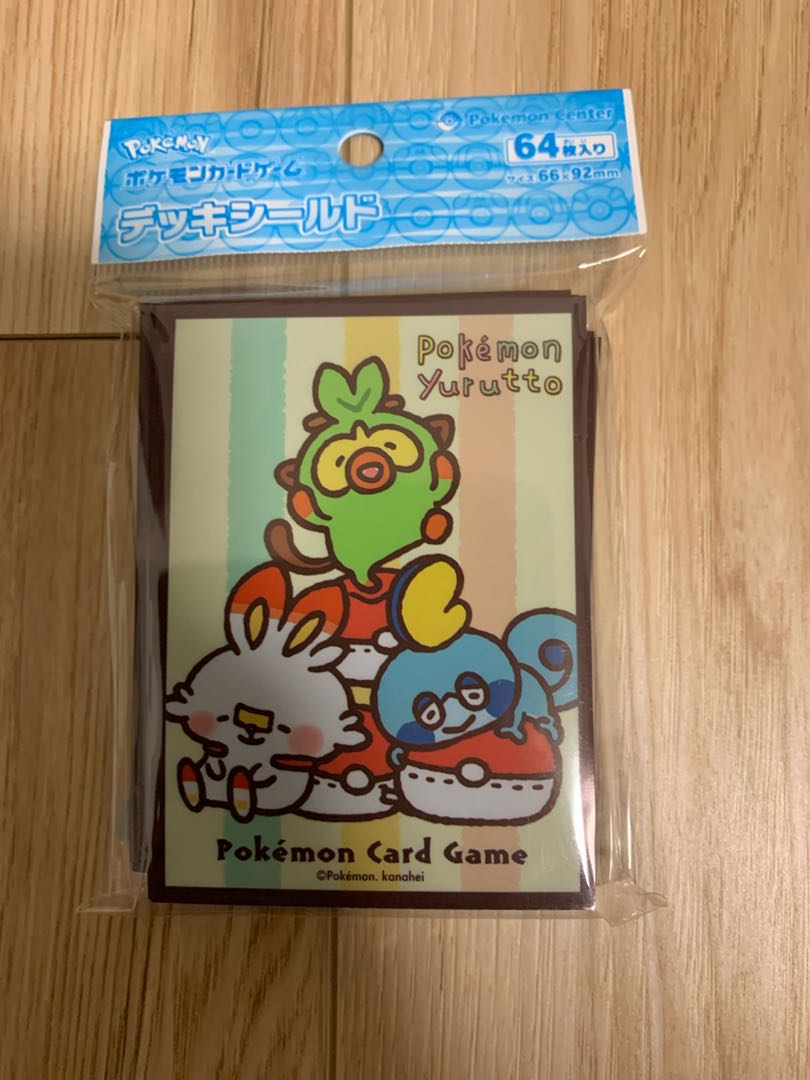 Pokémon Center
POKéMON
64枚入り
ポケモンカードゲーム
サイズ:66×92mm
デッキシールド
Pokémon
Yurutto
Pokémon Card Game
©Pokémon. kanahei